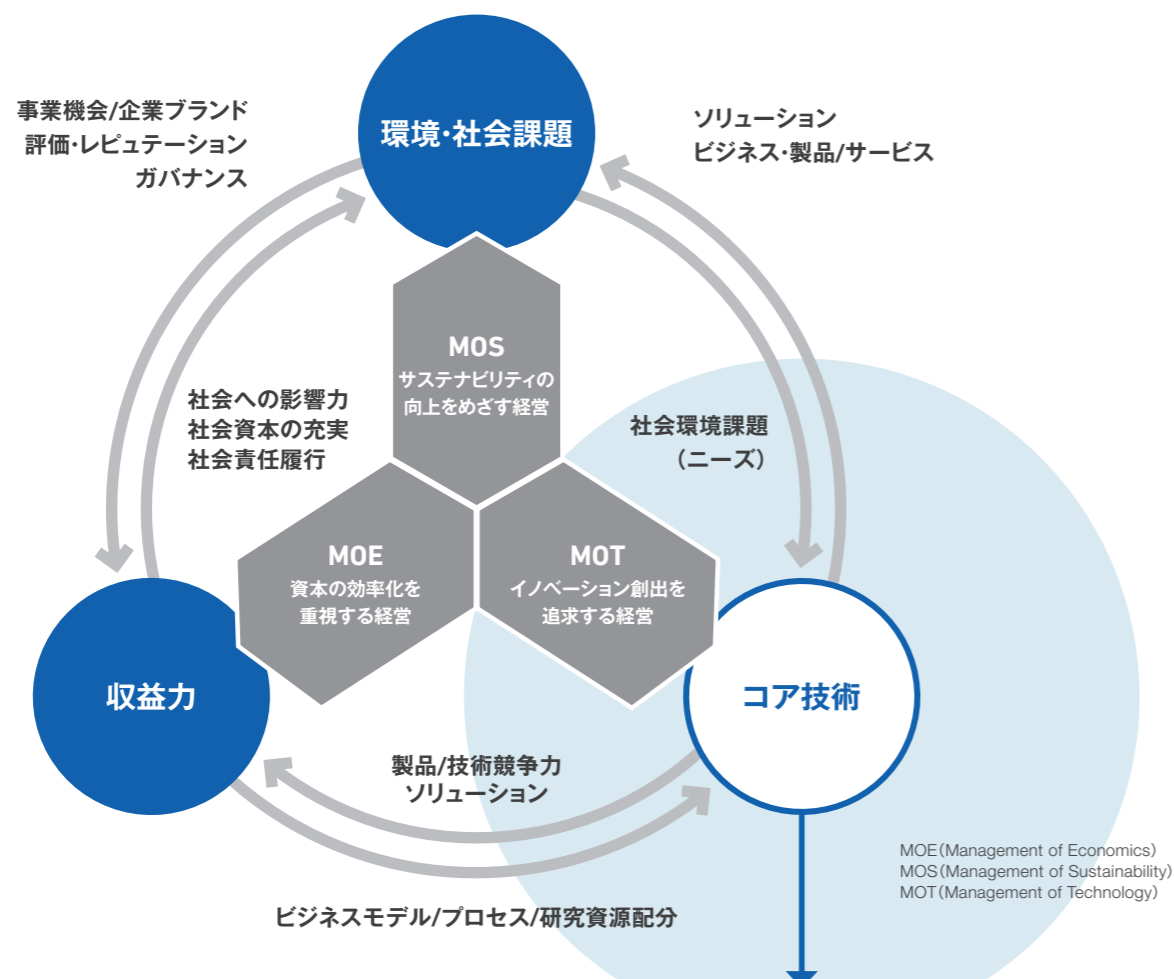 事業機会/企業ブランド
評価・レピュテーション
ガバナンス
環境・社会課題
ソリューション
ビジネス・製品/サービス
MOS
サステナビリティの
向上をめざす経営
社会への影響力
社会資本の充実
社会責任履行
社会環境課題
（ニーズ）
MOE
資本の効率化を
重視する経営
MOT
イノベーション創出を
追求する経営
収益力
コア技術
製品/技術競争力
ソリューション
ビジネスモデル/プロセス/研究資源配分
MOE（Management of Economics）
MOS（Management of Sustainability）
MOT（Management of Technology）